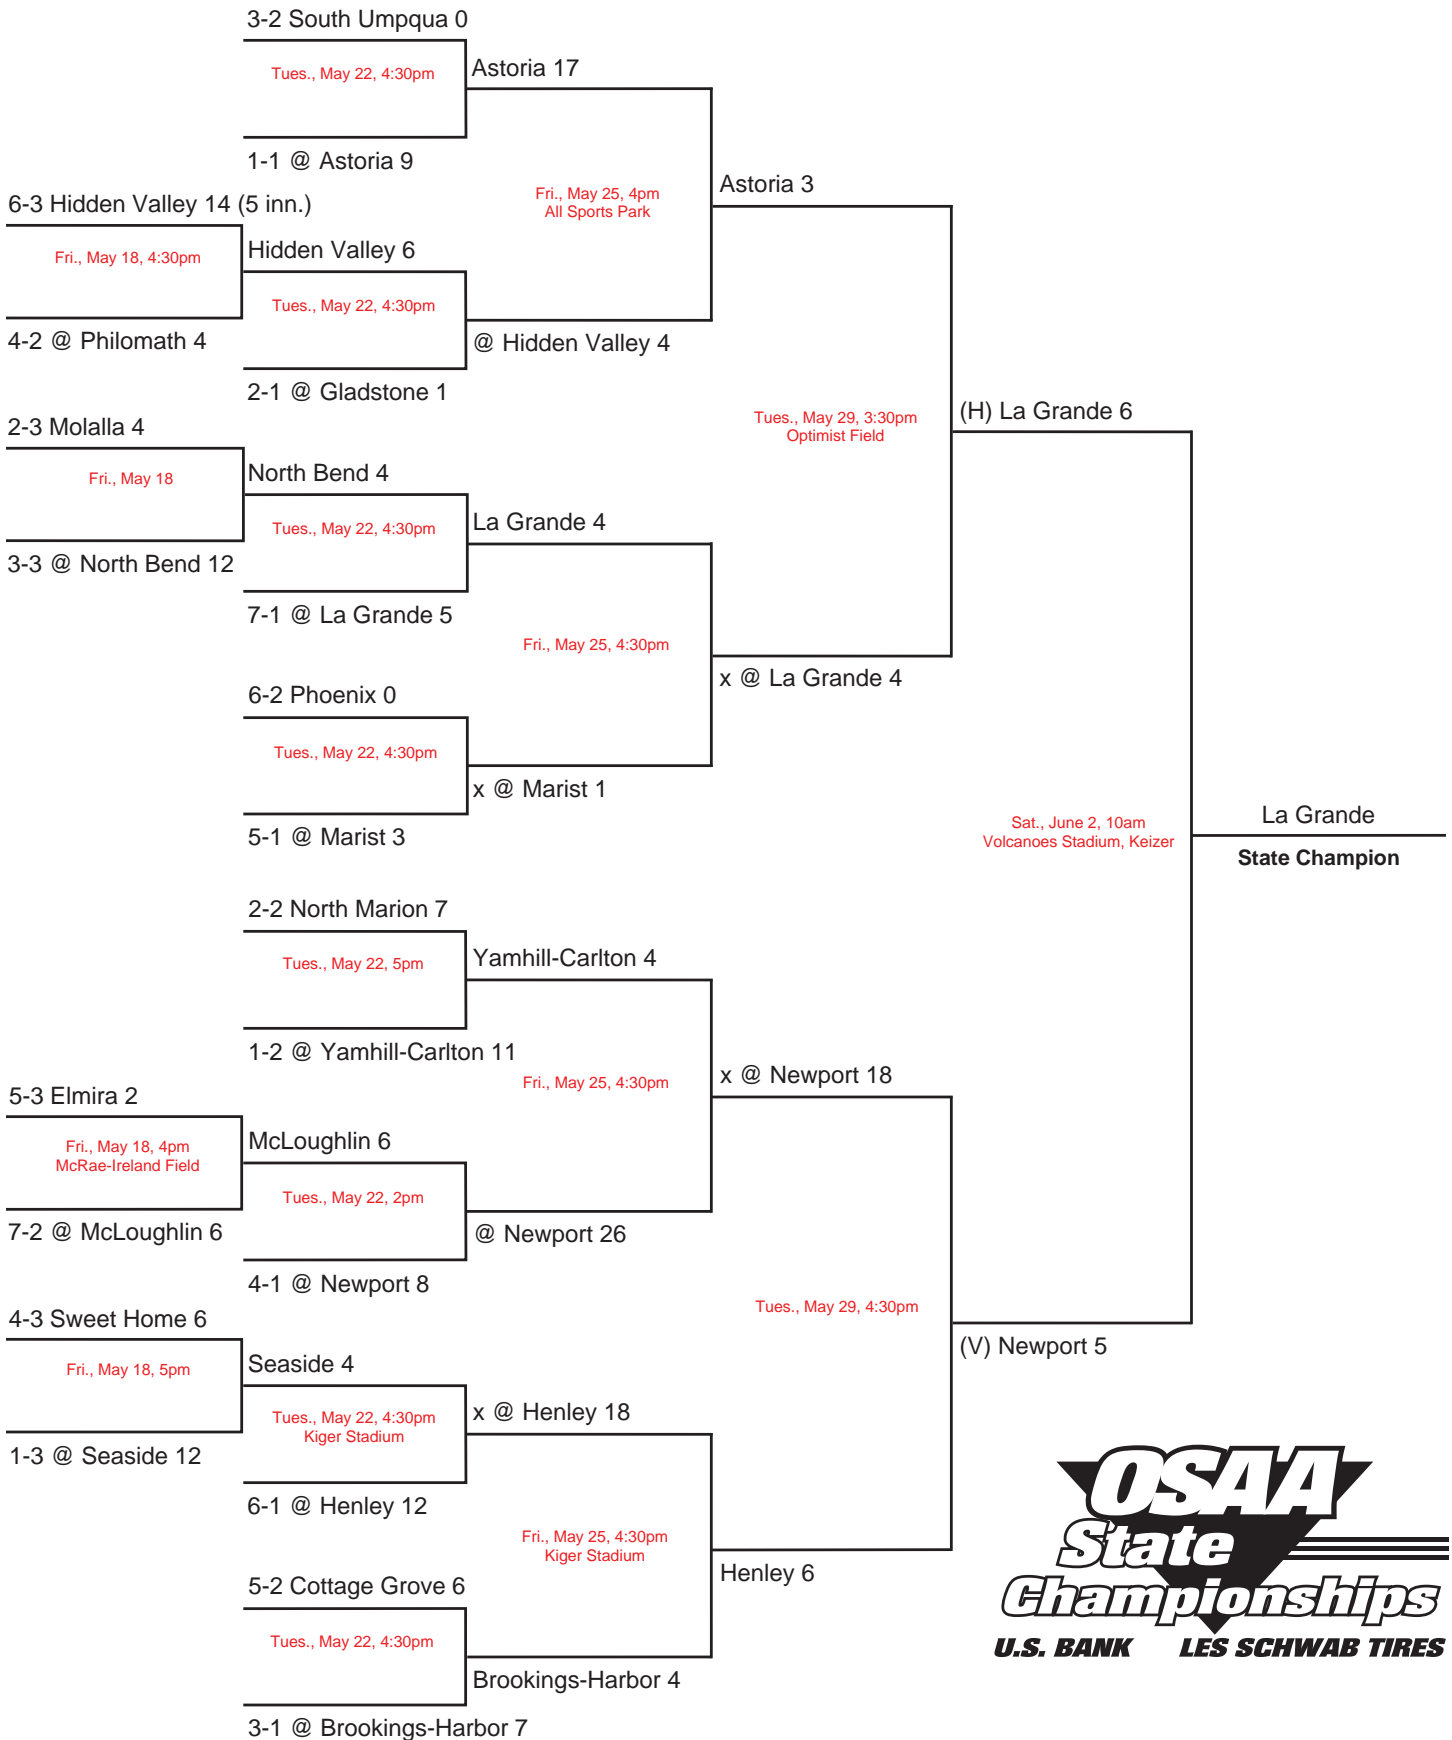 3-2 South Umpqua 0
Tues., May 22, 4:30pm
Astoria 17
1-1 @ Astoria 9
Fri., May 25, 4pm
All Sports Park
Astoria 3
6-3 Hidden Valley 14 (5 inn.)
Fri., May 18, 4:30pm
Hidden Valley 6
Tues., May 22, 4:30pm
4-2 @ Philomath 4
@ Hidden Valley 4
2-1 @ Gladstone 1
Tues., May 29, 3:30pm
Optimist Field
(H) La Grande 6
2-3 Molalla 4
Fri., May 18
North Bend 4
Tues., May 22, 4:30pm
La Grande 4
3-3 @ North Bend 12
7-1 @ La Grande 5
Fri., May 25, 4:30pm
x @ La Grande 4
6-2 Phoenix 0
Tues., May 22, 4:30pm
x @ Marist 1
5-1 @ Marist 3
Sat., June 2, 10am
Volcanoes Stadium, Keizer
La Grande
State Champion
2-2 North Marion 7
Tues., May 22, 5pm
Yamhill-Carlton 4
1-2 @ Yamhill-Carlton 11
Fri., May 25, 4:30pm
x @ Newport 18
5-3 Elmira 2
Fri., May 18, 4pm
McRae-Ireland Field
McLoughlin 6
Tues., May 22, 2pm
7-2 @ McLoughlin 6
@ Newport 26
4-1 @ Newport 8
Tues., May 29, 4:30pm
(V) Newport 5
4-3 Sweet Home 6
Fri., May 18, 5pm
Seaside 4
Tues., May 22, 4:30pm
Kiger Stadium
x @ Henley 18
1-3 @ Seaside 12
6-1 @ Henley 12
Fri., May 25, 4:30pm
Kiger Stadium
Henley 6
5-2 Cottage Grove 6
Tues., May 22, 4:30pm
Brookings-Harbor 4
3-1 @ Brookings-Harbor 7
OSAA
State
Championships
U.S. BANK LES SCHWAB TIRES